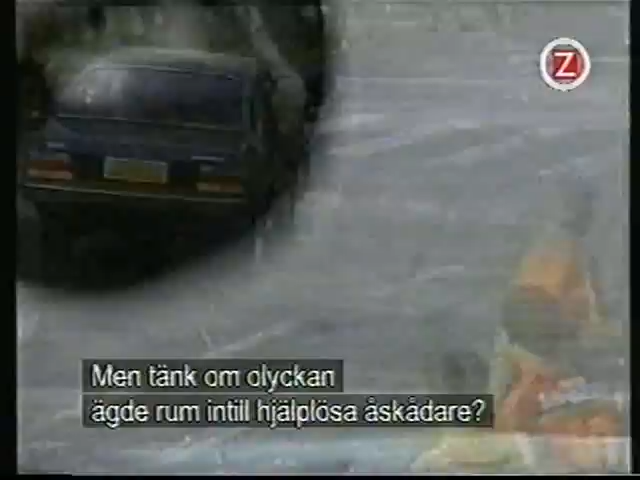 Z
Men tänk om olyckan
ägde rum intill hjälplösa åskådare?